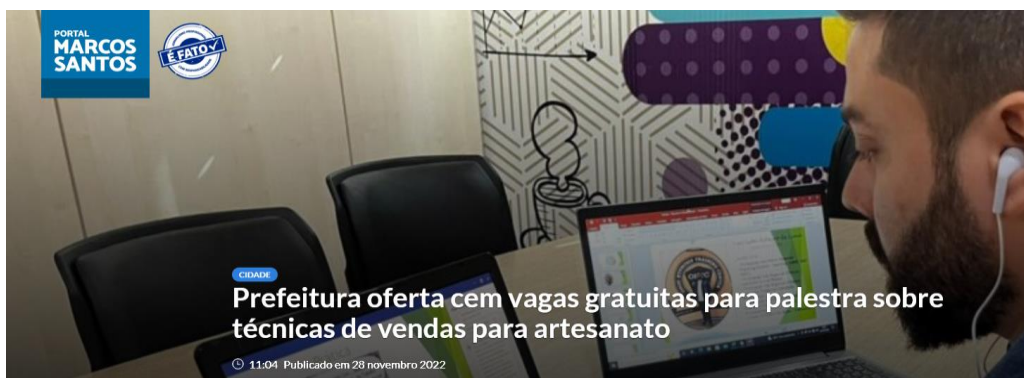 PORTAL
MARCOS
SANTOS
É FATO
CIDADE
Prefeitura oferta cem vagas gratuitas para palestra sobre
técnicas de vendas para artesanato
11:04 Publicado em 28 novembro 2022